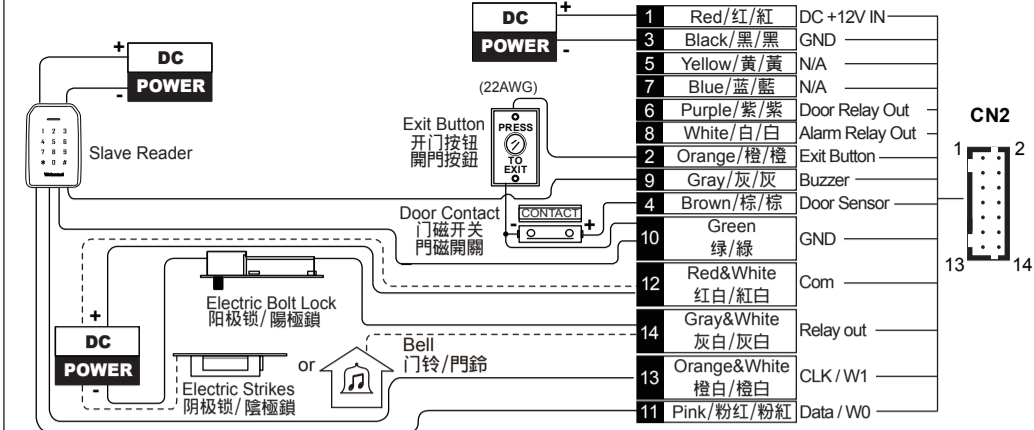 DC
POWER
+
-
1 Red/红/紅 DC +12V IN
3 Black/黑/黑 GND
5 Yellow/黄/黃 N/A
7 Blue/蓝/藍 N/A
6 Purple/紫/紫 Door Relay Out
8 White/白/白 Alarm Relay Out
2 Orange/橙/橙 Exit Button
9 Gray/灰/灰 Buzzer
4 Brown/棕/棕 Door Sensor
10 Green
绿/綠
GND
12 Red&White
红白/紅白
Com
14 Gray&White
灰白/灰白
Relay out
13 Orange&White
橙白/橙白
CLK / W1
11 Pink/粉红/粉紅 Data / W0
CN2
1 2
13 14
+
DC
POWER
-
1 2 3
4 5 6
7 8 9
* 0 #
Slave Reader
(22AWG)
Exit Button
开门按钮
開門按鈕
PRESS
TO
EXIT
Door Contact
门磁开关
門磁開關
- CONTACT +
Electric Bolt Lock
阳极锁/陽極鎖
+
DC
POWER
-
Electric Strikes
阴极锁/陰極鎖
or
Bell
门铃/門鈴